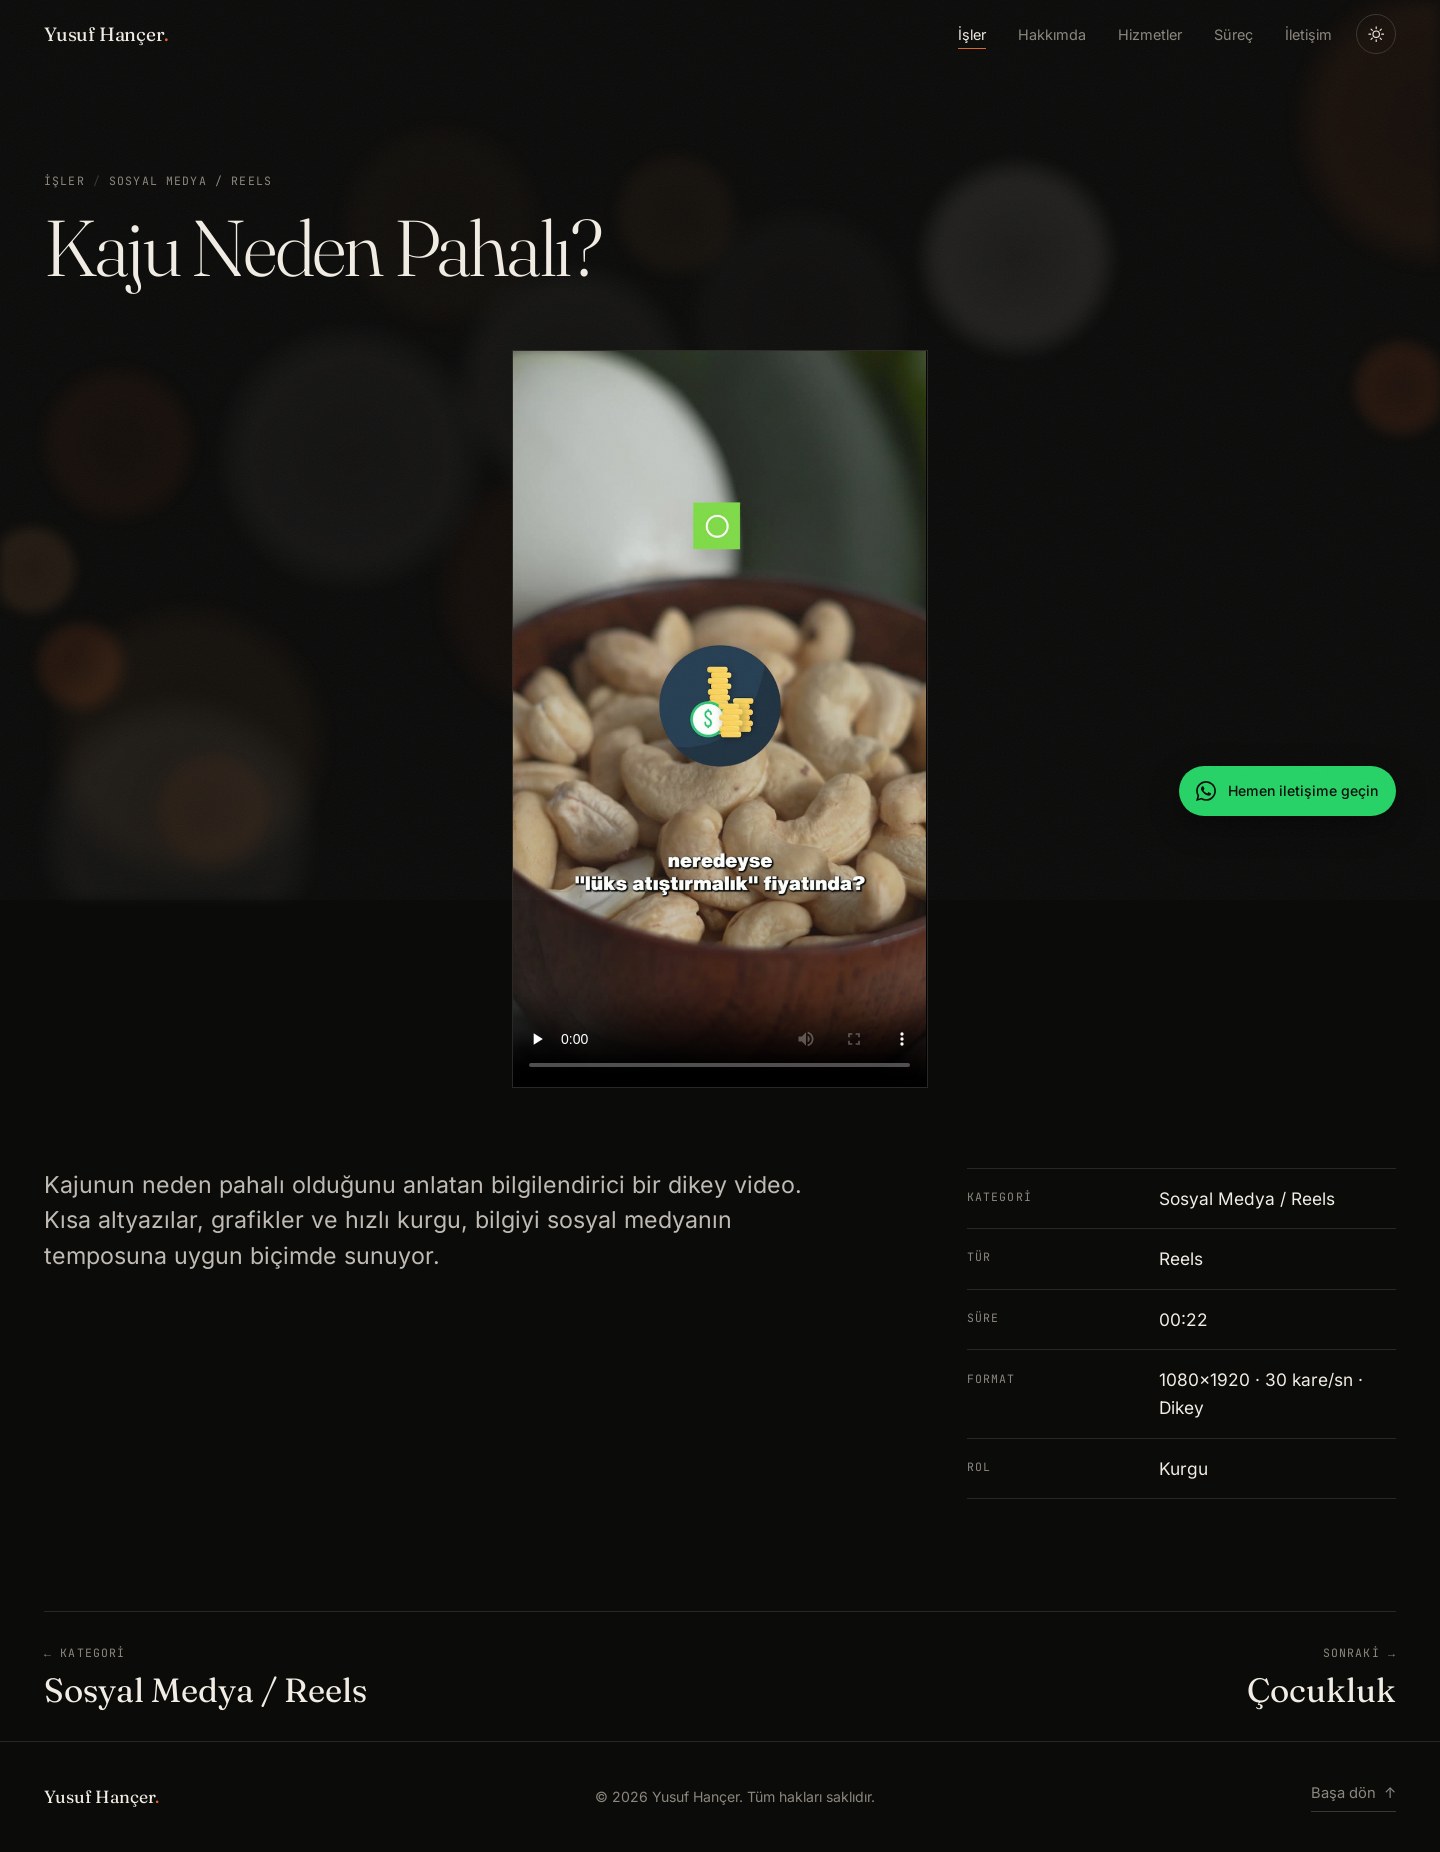 Yusuf Hançer.
İşler
Hakkımda
Hizmetler
Süreç
İletişim
İŞLER / SOSYAL MEDYA / REELS
Kaju Neden Pahalı?
$
neredeyse
"lüks atıştırmalık" fiyatında?
Hemen iletişime geçin
0:00
Kajunun neden pahalı olduğunu anlatan bilgilendirici bir dikey video.
Kısa altyazılar, grafikler ve hızlı kurgu, bilgiyi sosyal medyanın
temposuna uygun biçimde sunuyor.
KATEGORİ
Sosyal Medya / Reels
TÜR
Reels
SÜRE
00:22
FORMAT
1080×1920 · 30 kare/sn ·
Dikey
ROL
Kurgu
← KATEGORİ
Sosyal Medya / Reels
SONRAKİ →
Çocukluk
Yusuf Hançer.
© 2026 Yusuf Hançer. Tüm hakları saklıdır.
Başa dön ↑